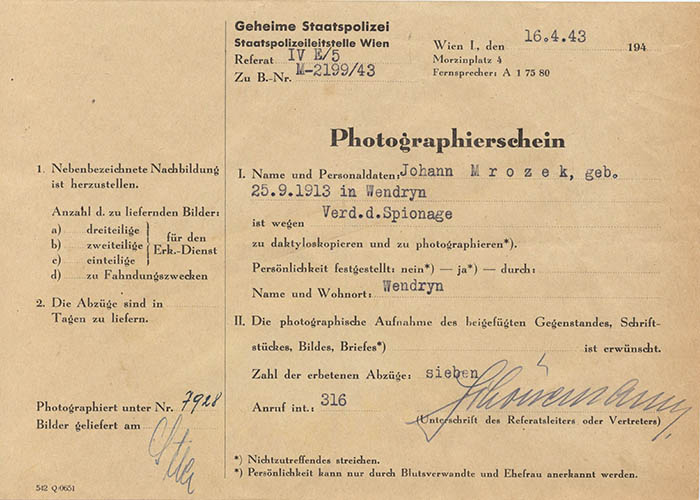 Geheime Staatspolizei
Staatspolizeileitstelle Wien
Referat IV E/5
Zu B.-Nr. M-2199/43
Wien I., den 16.4.43 194
Morzinplatz 4
Fernsprecher: A 1 75 80
Photographierschein
1. Nebenbezeichnete Nachbildung
ist herzustellen.
Anzahl d. zu liefernden Bilder:
a) dreiteilige
b) zweiteilige
c) einteilige
für den
Erk.-Dienst
d) zu Fahndungszwecken
2. Die Abzüge sind in
Tagen zu liefern.
Photographiert unter Nr. 7928
Bilder geliefert am
542 Q/0651
I. Name und Personaldaten: Johann M r o z e k, geb.
25.9.1913 in Wendryn
ist wegen Verd.d.Spionage
zu daktyloskopieren und zu photographieren*).
Persönlichkeit festgestellt: nein*) — ja*) — durch:
Name und Wohnort: Wendryn
II. Die photographische Aufnahme des beigefügten Gegenstandes, Schrift-
stückes, Bildes, Briefes*) ist erwünscht.
Zahl der erbetenen Abzüge: sieben
Anruf int.: 316
(Unterschrift des Referatsleiters oder Vertreters)
*) Nichtzutreffendes streichen.
*) Persönlichkeit kann nur durch Blutsverwandte und Ehefrau anerkannt werden.